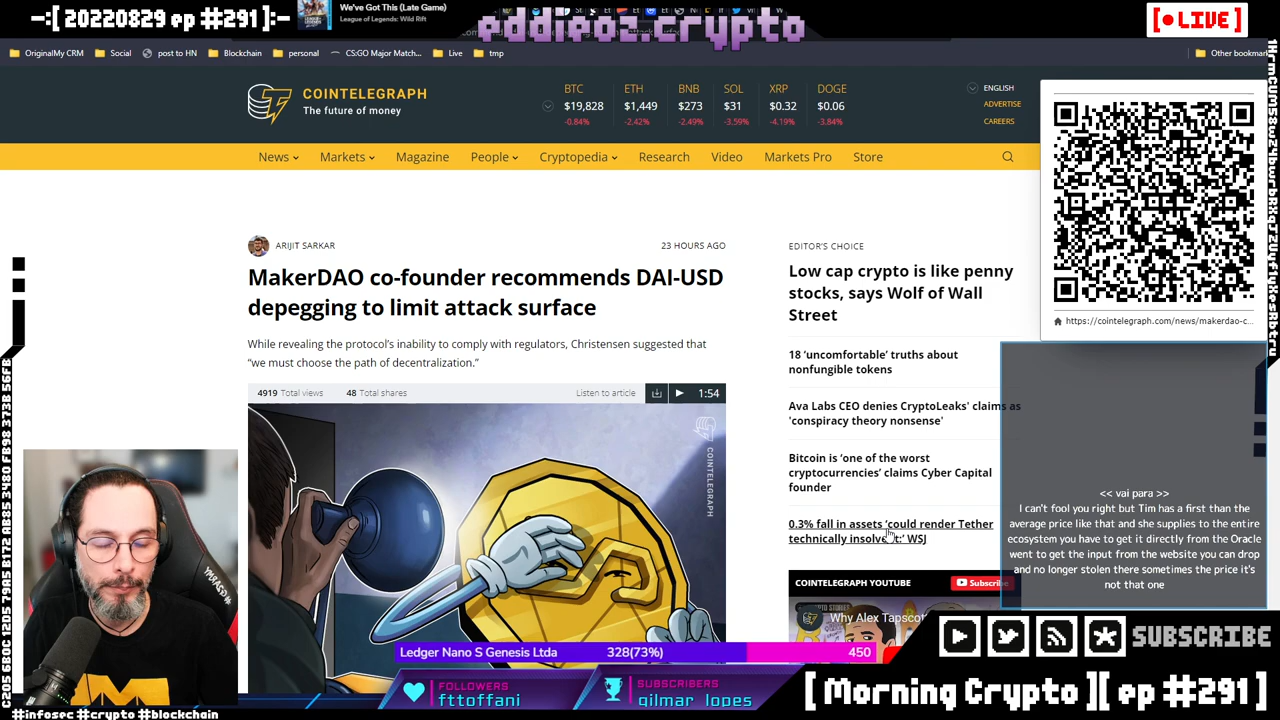 -:[ 20220829 ep #291 ]:-
We've Got This (Late Game)
League of Legends: Wild Rift
eddieoz.crypto
[● LIVE]
OriginalMy CRM
Social
post to HN
Blockchain
personal
CS:GO Major Match...
Live
tmp
Other bookmar
COINTELEGRAPH
The future of money
BTC ETH BNB SOL XRP DOGE
$19,828 $1,449 $273 $31 $0.32 $0.06
-0.84% -2.42% -2.49% -3.59% -4.19% -3.84%
ENGLISH
ADVERTISE
CAREERS
News Markets Magazine People Cryptopedia Research Video Markets Pro Store
ARIJIT SARKAR
23 HOURS AGO
MakerDAO co-founder recommends DAI-USD
depegging to limit attack surface
While revealing the protocol's inability to comply with regulators, Christensen suggested that
“we must choose the path of decentralization.”
4919 Total views
48 Total shares
Listen to article
1:54
COINTELEGRAPH
EDITOR'S CHOICE
Low cap crypto is like penny
stocks, says Wolf of Wall
Street
18 ‘uncomfortable’ truths about
nonfungible tokens
Ava Labs CEO denies CryptoLeaks' claims as
'conspiracy theory nonsense'
Bitcoin is ‘one of the worst
cryptocurrencies’ claims Cyber Capital
founder
0.3% fall in assets ‘could render Tether
technically insolvent:’ WSJ
COINTELEGRAPH YOUTUBE
Subscribe
Why Alex Tapscot
https://cointelegraph.com/news/makerdao-c...
<< vai para >>
I can't fool you right but Tim has a first than the
average price like that and she supplies to the entire
ecosystem you have to get it directly from the Oracle
went to get the input from the website you can drop
and no longer stolen there sometimes the price it's
not that one
Ledger Nano S Genesis Ltda
328(73%)
450
FOLLOWERS
fttoffani
SUBSCRIBERS
gilmar_lopes
SUBSCRIBE
[ Morning Crypto ][ ep #291 ]
#infosec #crypto #blockchain